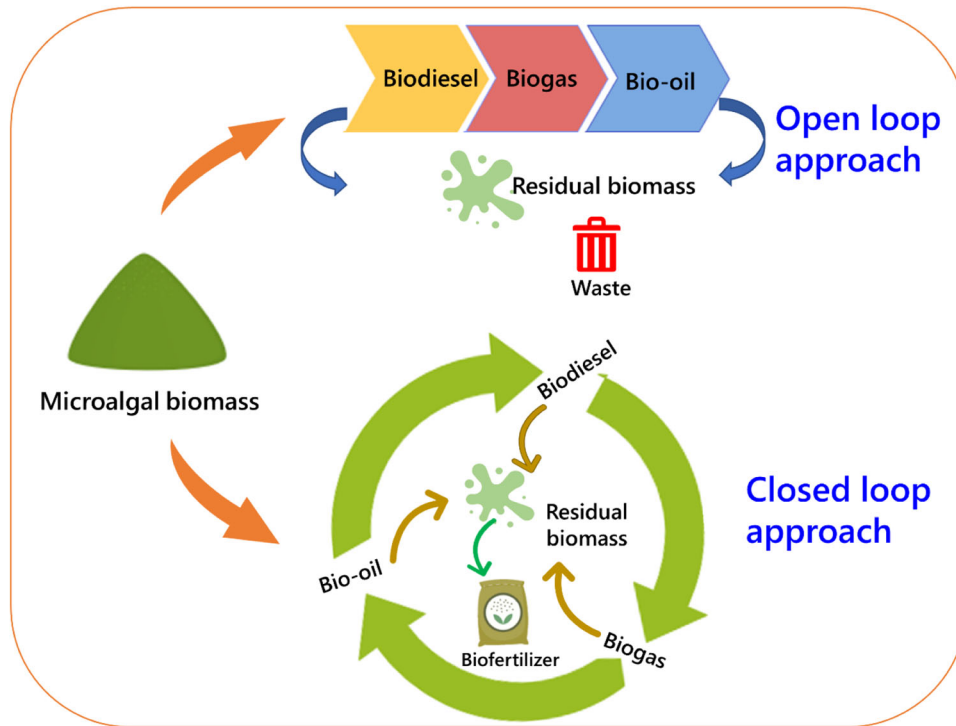 Biodiesel
Biogas
Bio-oil
Open loop
approach
Residual biomass
Waste
Microalgal biomass
Biodiesel
Closed loop
approach
Residual
biomass
Bio-oil
Biogas
Biofertilizer